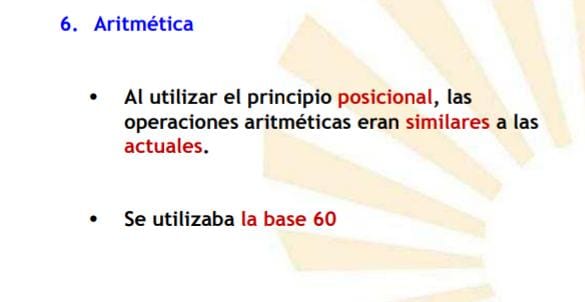 6. Aritmética
• Al utilizar el principio posicional, las
operaciones aritméticas eran similares a las
actuales.
• Se utilizaba la base 60